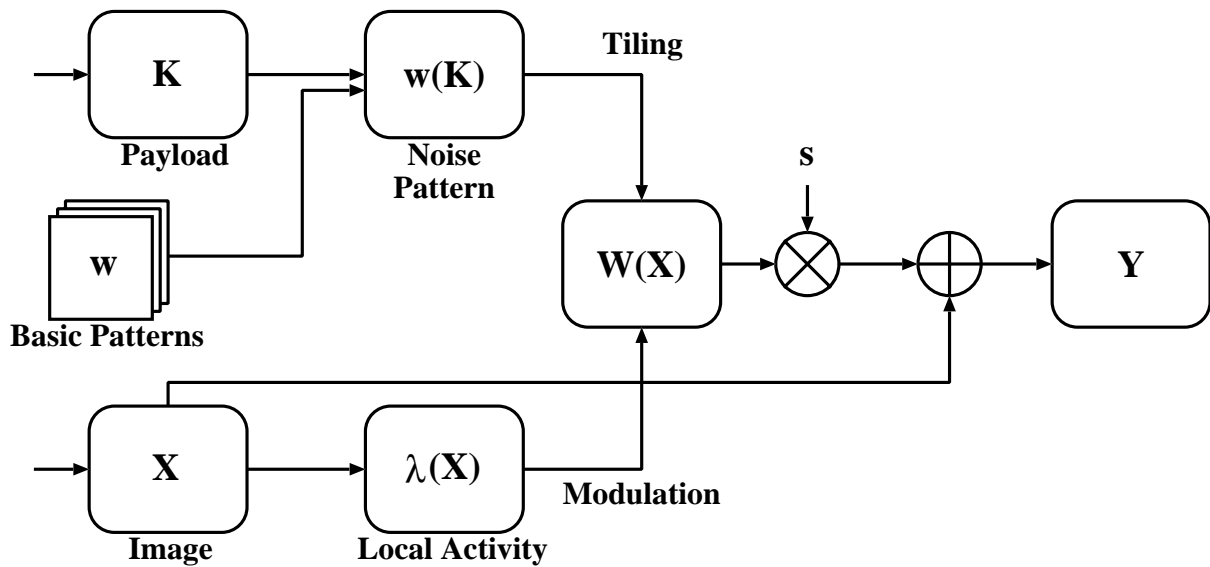 K
Payload
w(K)
Noise
Pattern
Tiling
w
Basic Patterns
W(X)
s
Y
X
Image
λ(X)
Local Activity
Modulation